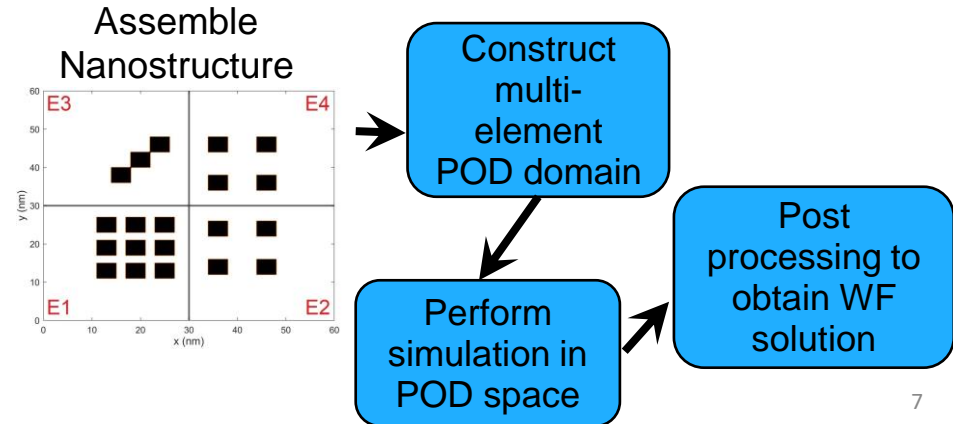 Assemble
Nanostructure
60
E3
E4
50
40
30
20
10
0
E1
E2
y (nm)
0 10 20 30 40 50 60
x (nm)
Construct
multi-
element
POD domain
Perform
simulation in
POD space
Post
processing to
obtain WF
solution
7